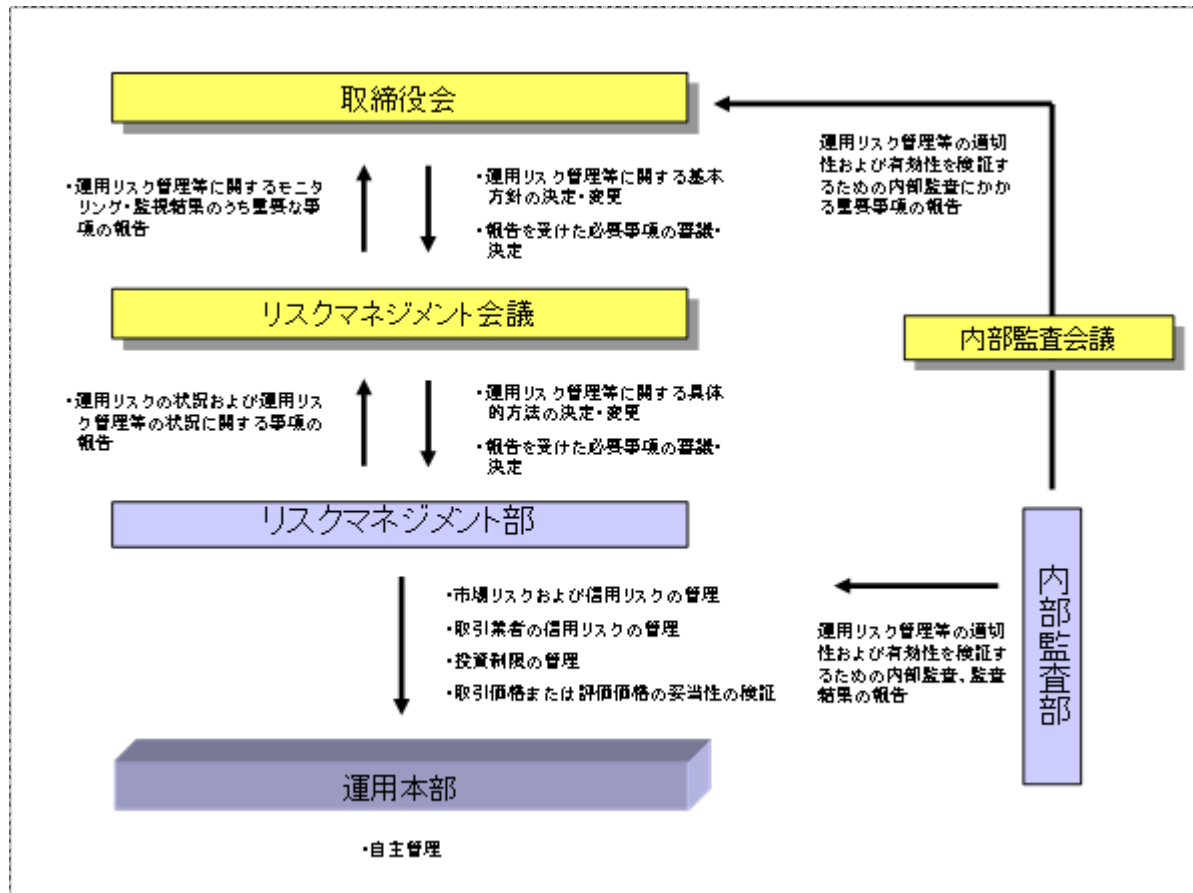 取締役会
・運用リスク管理等に関するモニ
タリング・監視結果のうち重要な事
項の報告
・運用リスク管理等に関する基本
方針の決定・変更
・報告を受けた必要事項の審議・
決定
運用リスク管理等の適切
性および有効性を検証す
るための内部監査にかか
る重要事項の報告
リスクマネジメント会議
内部監査会議
・運用リスクの状況および運用リス
ク管理等の状況に関する事項の
報告
・運用リスク管理等に関する具体
的方法の決定・変更
・報告を受けた必要事項の審議・
決定
リスクマネジメント部
内部監査部
・市場リスクおよび信用リスクの管理
・取引業者の信用リスクの管理
・投資制限の管理
・取引価格または評価価格の妥当性の検証
運用リスク管理等の適切
性および有効性を検証す
るための内部監査、監査
結果の報告
運用本部
・自主管理